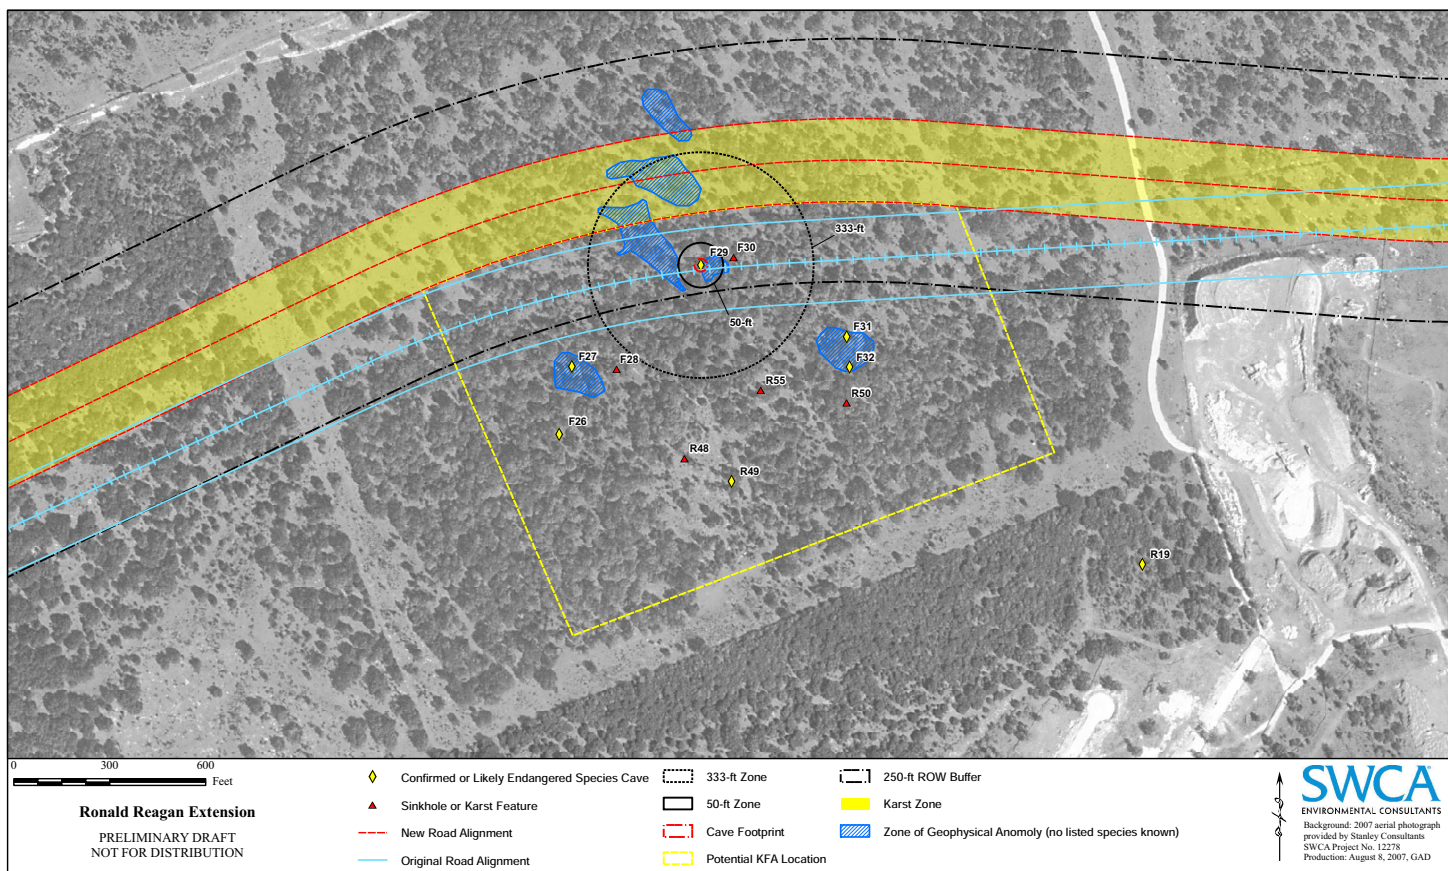 333-ft
F29
F30
50-ft
F31
F32
F27
F28
R55
R50
F26
R48
R49
R19
0 300 600
Feet
Ronald Reagan Extension
PRELIMINARY DRAFT
NOT FOR DISTRIBUTION
Confirmed or Likely Endangered Species Cave
Sinkhole or Karst Feature
New Road Alignment
Original Road Alignment
333-ft Zone
50-ft Zone
Cave Footprint
Potential KFA Location
250-ft ROW Buffer
Karst Zone
Zone of Geophysical Anomoly (no listed species known)
SWCA
ENVIRONMENTAL CONSULTANTS
Background: 2007 aerial photograph
provided by Stanley Consultants
SWCA Project No. 12278
Production: August 8, 2007, GAD